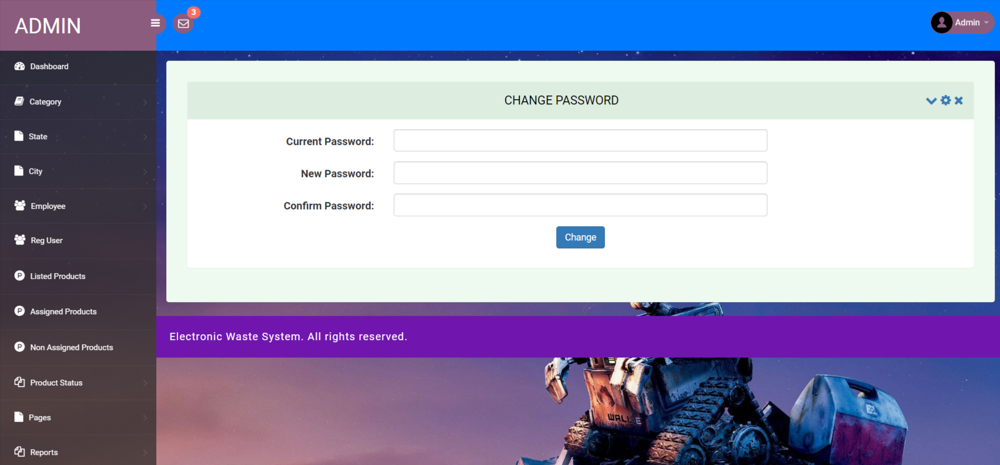 ADMIN
3
Admin
Dashboard
Category
State
City
Employee
Reg User
P Listed Products
P Assigned Products
P Non Assigned Products
Product Status
Pages
Reports
CHANGE PASSWORD
Current Password:
New Password:
Confirm Password:
Change
Electronic Waste System. All rights reserved.
WALL E